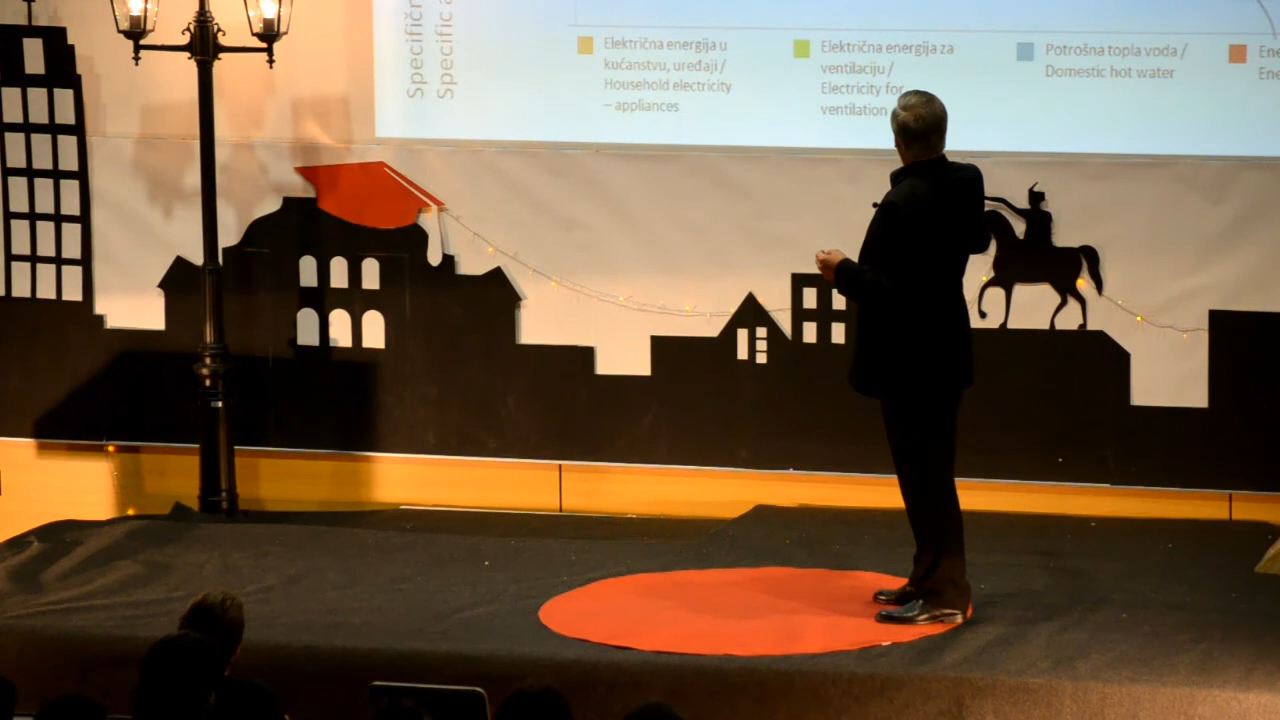 Specifičn
Specific a
Električna energija u
kućanstvu, uređaji /
Household electricity
– appliances
Električna energija za
ventilaciju /
Electricity for
ventilation
Potrošna topla voda /
Domestic hot water
Ene
Ene